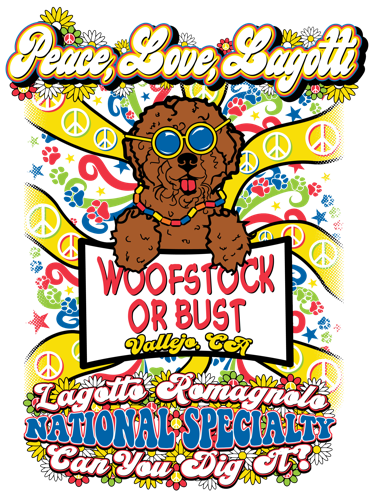 Peace, Love, Lagotti
WOOFSTOCK
OR BUST
Vallejo, CA
Lagotto Romagnolo
NATIONAL SPECIALTY
Can You Dig It?